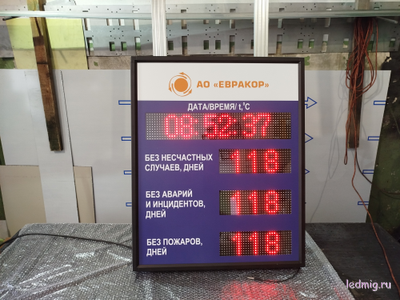 АО «ЕВРАКОР»
ДАТА/ВРЕМЯ/ t,°C
08:52:37
БЕЗ НЕСЧАСТНЫХ
СЛУЧАЕВ, ДНЕЙ
118
БЕЗ АВАРИЙ
И ИНЦИДЕНТОВ,
ДНЕЙ
118
БЕЗ ПОЖАРОВ,
ДНЕЙ
118
ledmig.ru